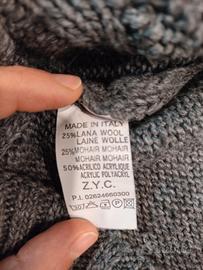 MADE IN ITALY
25%LANA WOOL
LAINE WOLLE
25%MOHAIR MOHAIR
MOHAIR MOHAIR
50%ACRILICO ACRYLIC
ACRYLIC POLYACRYL
Z.Y.C.
P.I. 02624660300